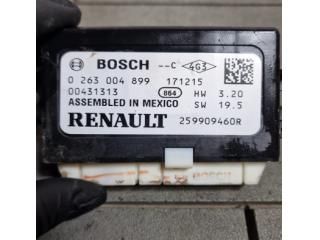 BOSCH --C 4G3
0 263 004 899 171215
00431313 864 HW 3.20
ASSEMBLED IN MEXICO SW 19.5
RENAULT 259909460R
BOSCH